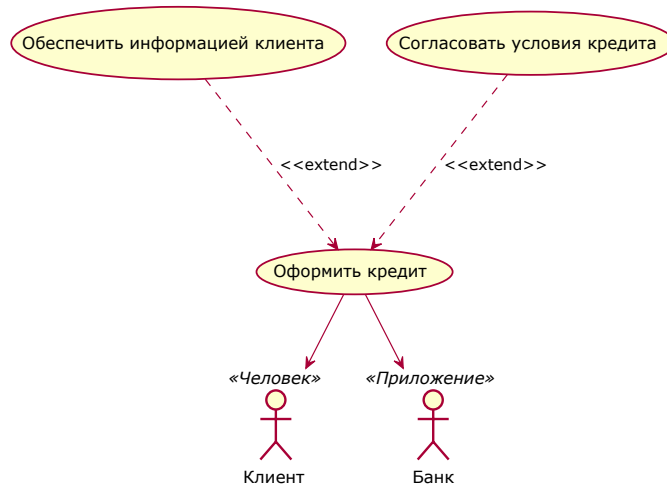 Обеспечить информацией клиента
Согласовать условия кредита
<<extend>>
<<extend>>
Оформить кредит
«Человек»
«Приложение»
Клиент
Банк